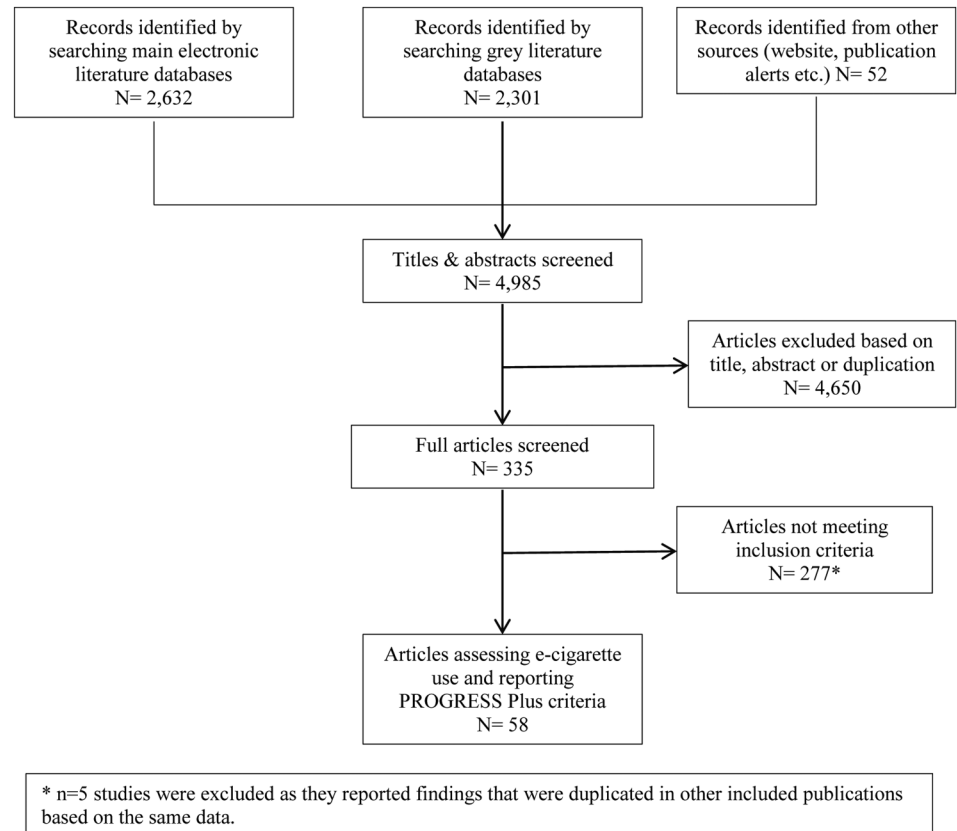 Records identified by
searching main electronic
literature databases
N= 2,632
Records identified by
searching grey literature
databases
N= 2,301
Records identified from other
sources (website, publication
alerts etc.) N= 52
Titles & abstracts screened
N= 4,985
Articles excluded based on
title, abstract or duplication
N= 4,650
Full articles screened
N= 335
Articles not meeting
inclusion criteria
N= 277*
Articles assessing e-cigarette
use and reporting
PROGRESS Plus criteria
N= 58
* n=5 studies were excluded as they reported findings that were duplicated in other included publications
based on the same data.